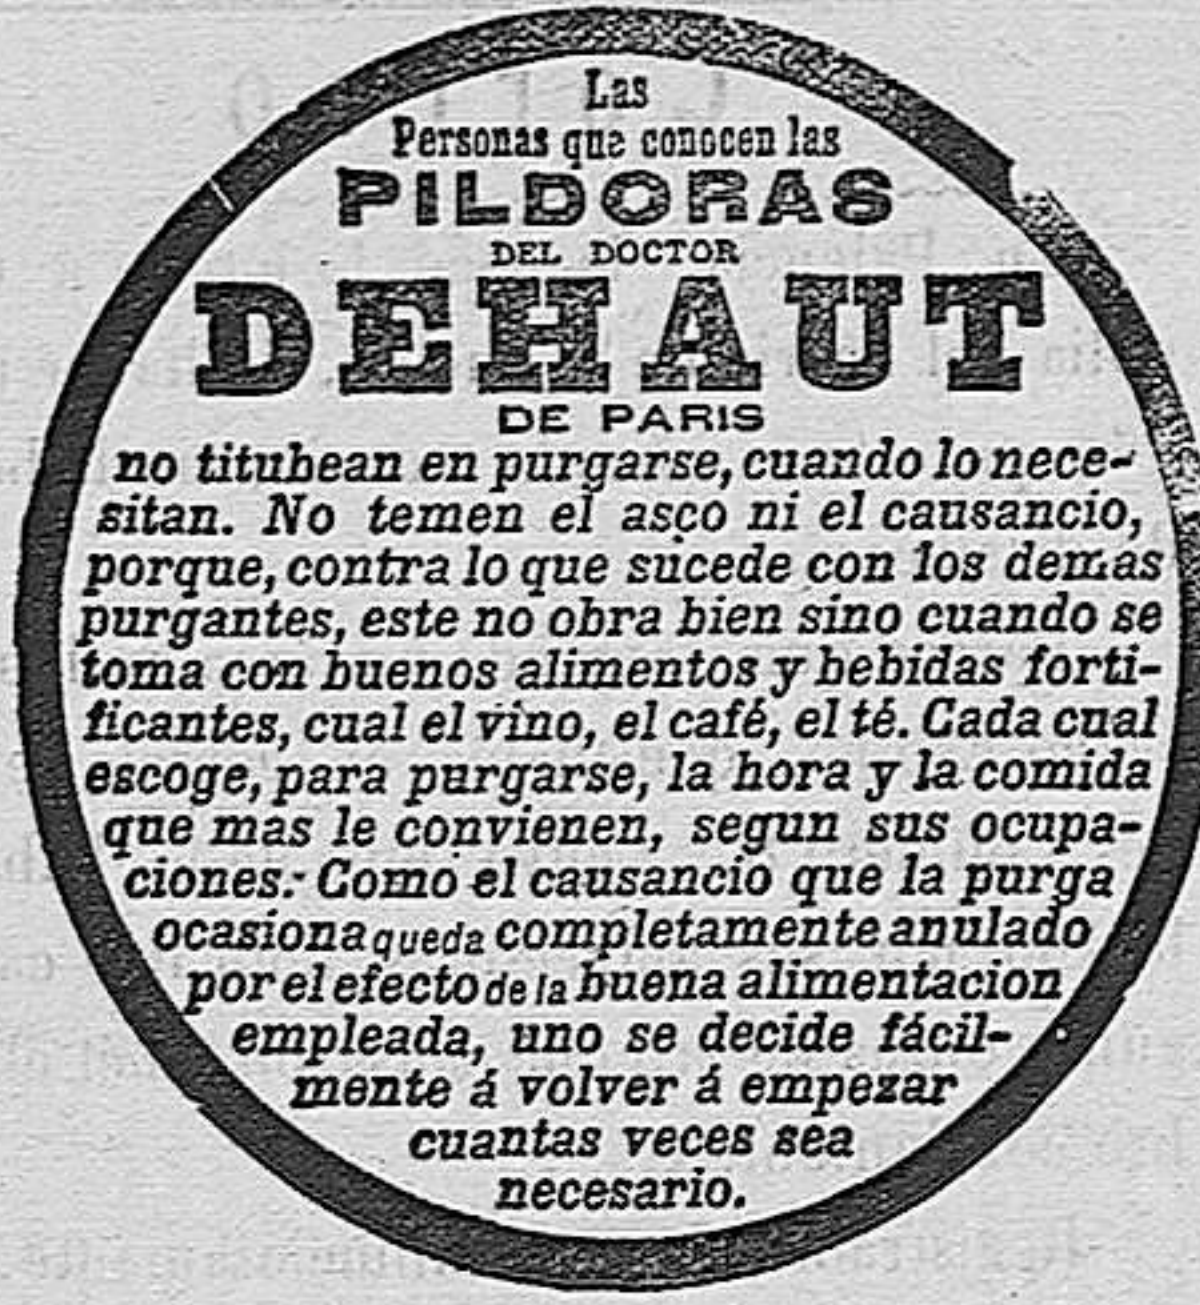 Las
Personas que conocen las
PILDORAS
DEL DOCTOR
DEHAUT
DE PARIS
no titubean en purgarse, cuando lo nece-
sitan. No temen el asco ni el causancio,
porque, contra lo que sucede con los demas
purgantes, este no obra bien sino cuando se
toma con buenos alimentos y bebidas forti-
ficantes, cual el vino, el café, el té. Cada cual
escoge, para purgarse, la hora y la comida
que mas le convienen, segun sus ocupa-
ciones. Como el causancio que la purga
ocasiona queda completamente anulado
por el efecto de la buena alimentacion
empleada, uno se decide fácil-
mente á volver á empezar
cuantas veces sea
necesario.